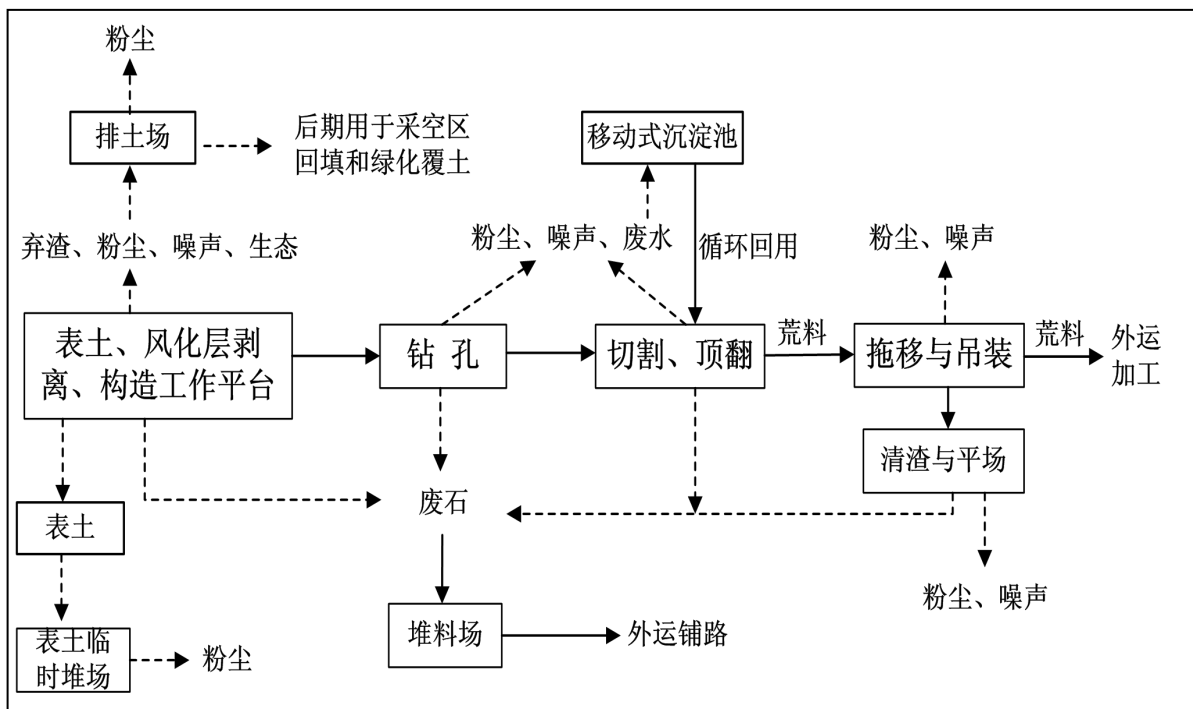 粉尘
排土场
后期用于采空区
回填和绿化覆土
移动式沉淀池
弃渣、粉尘、噪声、生态
粉尘、噪声、废水
循环回用
粉尘、噪声
表土、风化层剥
离、构造工作平台
钻 孔
切割、顶翻
荒料
拖移与吊装
荒料
外运
加工
清渣与平场
表土
废石
粉尘、噪声
表土临
时堆场
粉尘
堆料场
外运铺路